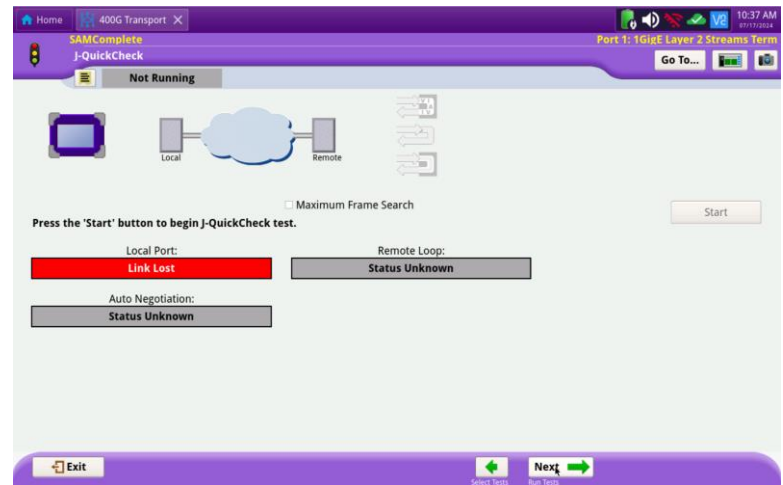 Home
400G Transport
10:37 AM
07/17/2024
SAMComplete
Port 1: 1GigE Layer 2 Streams Term
J-QuickCheck
Go To...
Not Running
Local
Remote
Maximum Frame Search
Start
Press the 'Start' button to begin J-QuickCheck test.
Local Port:
Remote Loop:
Link Lost
Status Unknown
Auto Negotiation:
Status Unknown
Exit
Next
Select Tests
Run Tests